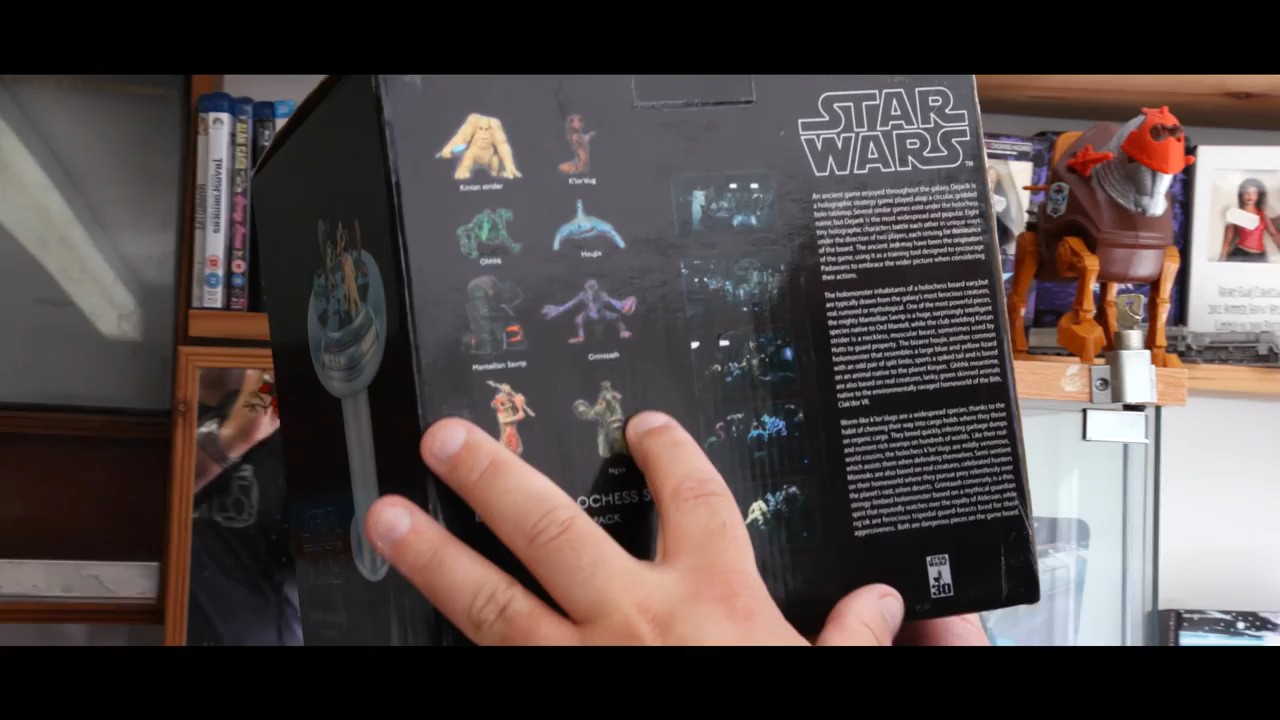 TRANSFORMERS
Kintan strider
K'lor'slug
Ghhhk
Houjix
Mantellian Savrip
Grimtaash
OCHESS S
PACK
STAR
WARS
TM
An ancient game enjoyed throughout the galaxy, Dejarik is
a holographic strategy game played atop a circular, gridded
holo-tabletop. Several similar games exist under the holochess
name, but Dejarik is the most widespread and popular. Eight
tiny holographic characters battle each other in unique ways
under the direction of two players, each striving for dominance
of the board. The ancient Jedi may have been the originators
of the game, using it as a training tool designed to encourage
Padawans to embrace the wider picture when considering
their actions.
The holomonster inhabitants of a holochess board vary, but
are typically drawn from the galaxy's most ferocious creatures,
real, rumored or mythological. One of the most powerful pieces,
the mighty Mantellian Savrip is a huge, surprisingly intelligent
species native to Ord Mantell, while the club wielding Kintan
strider is a neckless, muscular beast, sometimes used by
Hutts to guard property. The bizarre houjix, another common
holomonster that resembles a large blue and yellow lizard
with an odd pair of split limbs, sports a spiked tail and is based
on an animal native to the planet Kinyen. Ghhhk meantime,
are also based on real creatures, lanky, green skinned animals
native to the environmentally ravaged homeworld of the Bith,
Clak'dor VII.
Worm-like k'lor'slugs are a widespread species, thanks to the
habit of chewing their way into cargo holds where they thrive
on organic cargo. They breed quickly, infesting garbage dumps
and nutrient-rich swamps on hundreds of worlds. Like their real-
world cousins, the holochess k'lor'slugs are mildly venomous,
which assists them when defending themselves. Semi-sentient
Monnoks are also based on real creatures, celebrated hunters
on their homeworld where they pursue prey relentlessly over
the planet's vast, ashen deserts. Grimtaash conversely, is a thin,
stringy-limbed holomonster based on a mythical guardian
spirit that reputedly watches over the royalty of Alderaan, while
ng'ok are ferocious tripedal guard-beasts bred for their
aggressiveness. Both are dangerous pieces on the game board.
STAR
WARS
30